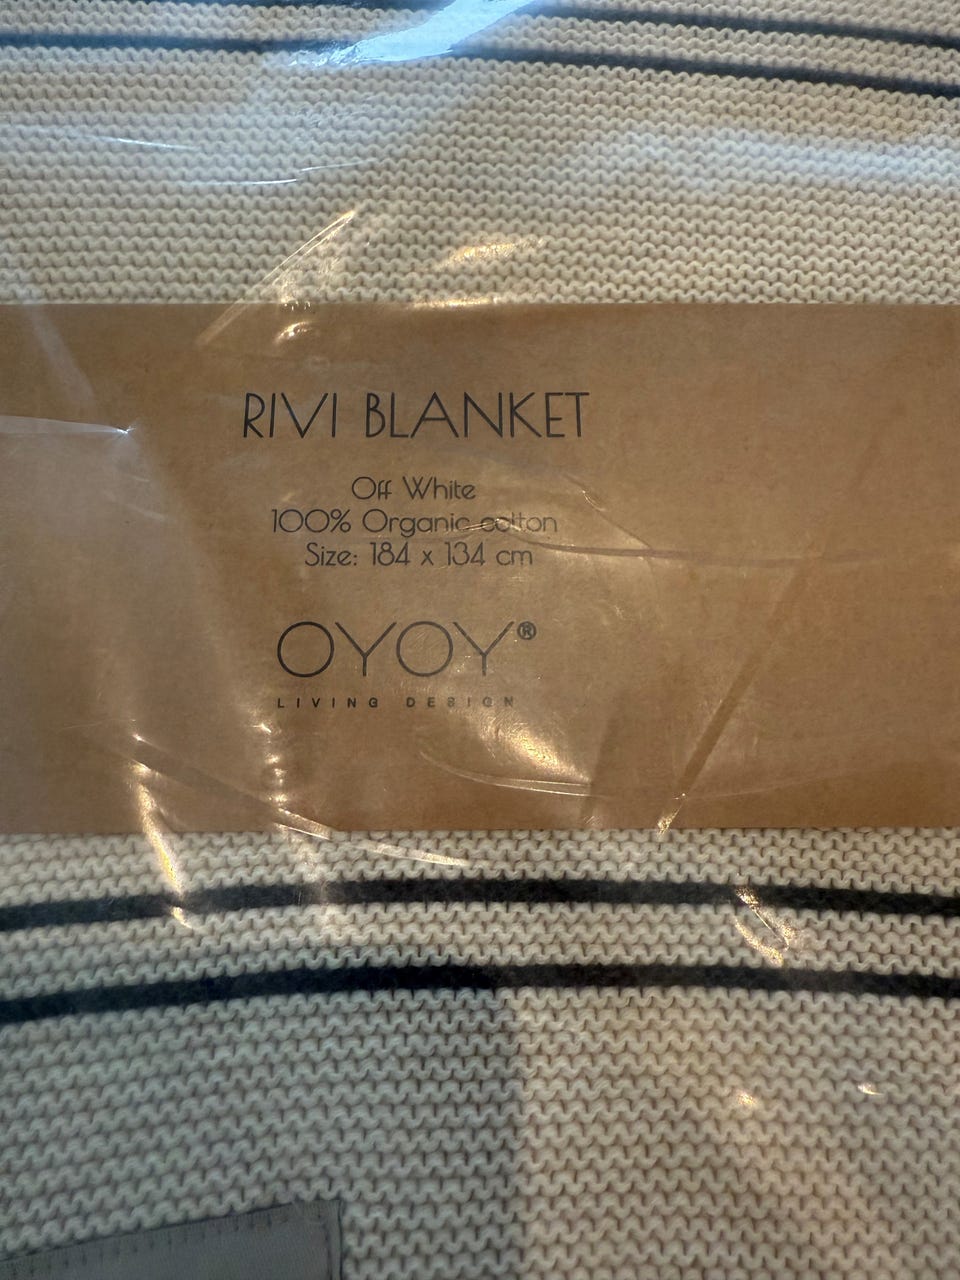 RIVI BLANKET
Off White
100% Organic cotton
Size: 184 x 134 cm
OYOY®
LIVING DESIGN